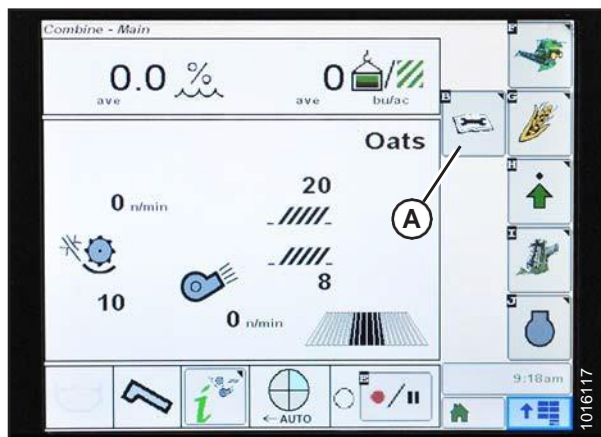 Combine - Main
0.0 %
ave
0 /
ave bu/ac
Oats
0 n/min
20
10
8
0 n/min
A
B
F
G
H
I
J
E
i
← AUTO
9:18am
1016117